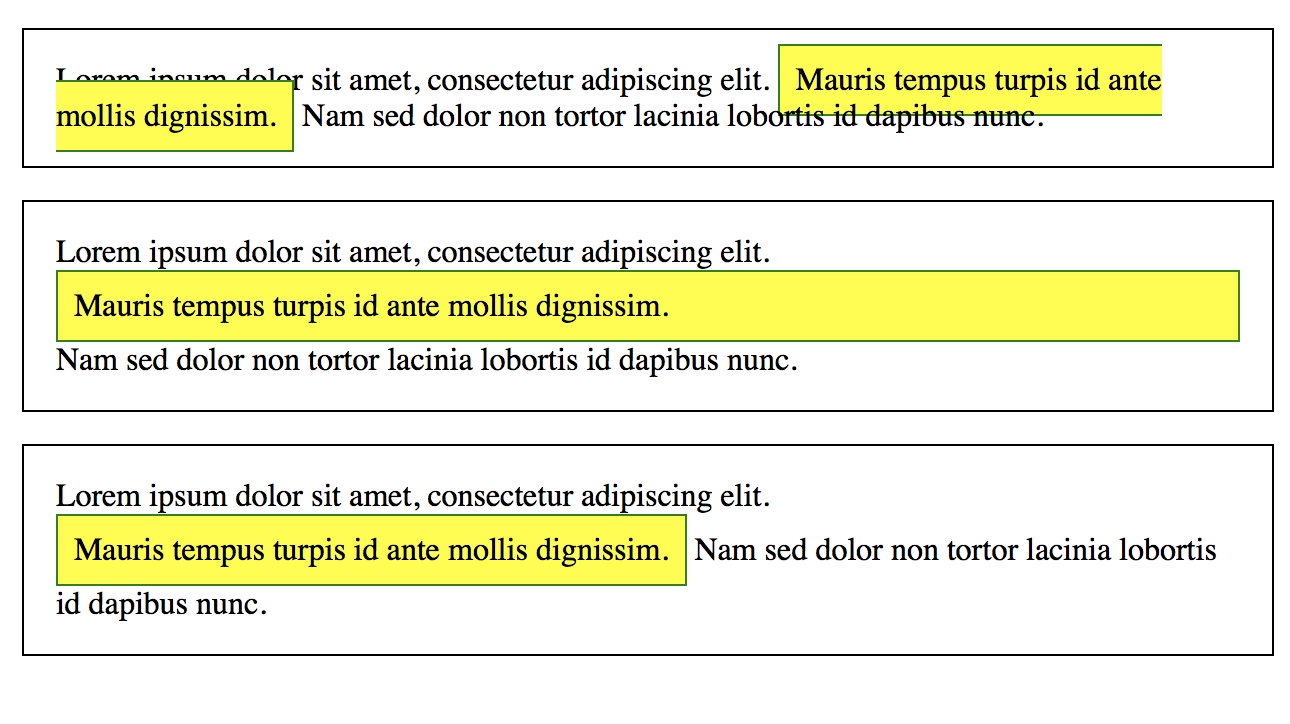 Lorem ipsum dolor sit amet, consectetur adipiscing elit. Mauris tempus turpis id ante
mollis dignissim. Nam sed dolor non tortor lacinia lobortis id dapibus nunc.
Lorem ipsum dolor sit amet, consectetur adipiscing elit.
Mauris tempus turpis id ante mollis dignissim.
Nam sed dolor non tortor lacinia lobortis id dapibus nunc.
Lorem ipsum dolor sit amet, consectetur adipiscing elit.
Mauris tempus turpis id ante mollis dignissim. Nam sed dolor non tortor lacinia lobortis
id dapibus nunc.